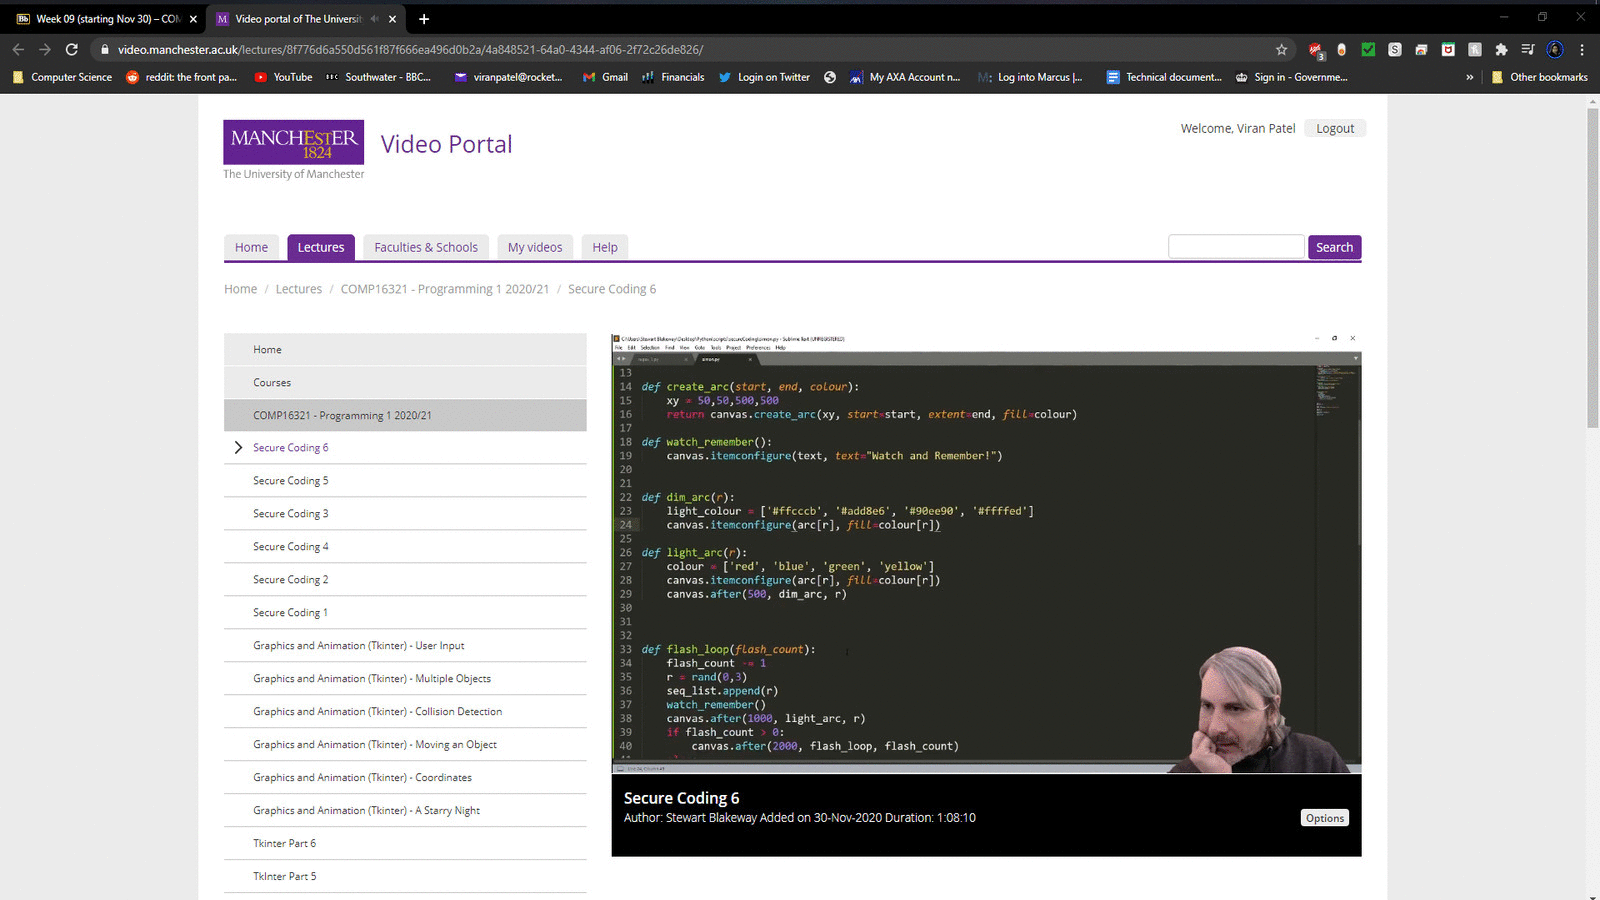 Week 09 (starting Nov 30) – COM
Video portal of The Universit
video.manchester.ac.uk/lectures/8f776d6a550d561f87f666ea496d0b2a/4a848521-64a0-4344-af06-2f72c26de826/
Computer Science reddit: the front pa... YouTube Southwater - BBC... viranpatel@rocket... Gmail Financials Login on Twitter My AXA Account n... Log into Marcus |... Technical document... Sign in - Governme... » Other bookmarks
MANCHESTER
1824
The University of Manchester
Video Portal
Welcome, Viran Patel Logout
Home Lectures Faculties & Schools My videos Help Search
Home / Lectures / COMP16321 - Programming 1 2020/21 / Secure Coding 6
Home
Courses
COMP16321 - Programming 1 2020/21
Secure Coding 6
Secure Coding 5
Secure Coding 3
Secure Coding 4
Secure Coding 2
Secure Coding 1
Graphics and Animation (Tkinter) - User Input
Graphics and Animation (Tkinter) - Multiple Objects
Graphics and Animation (Tkinter) - Collision Detection
Graphics and Animation (Tkinter) - Moving an Object
Graphics and Animation (Tkinter) - Coordinates
Graphics and Animation (Tkinter) - A Starry Night
Tkinter Part 6
TkInter Part 5
File Edit Selection Find View Goto Tools Project Preferences Help
simon.py
13
14 def create_arc(start, end, colour):
15 xy = 50,50,500,500
16 return canvas.create_arc(xy, start=start, extent=end, fill=colour)
17
18 def watch_remember():
19 canvas.itemconfigure(text, text="Watch and Remember!")
20
21
22 def dim_arc(r):
23 light_colour = ['#ffcccb', '#add8e6', '#90ee90', '#ffffed']
24 canvas.itemconfigure(arc[r], fill=colour[r])
25
26 def light_arc(r):
27 colour = ['red', 'blue', 'green', 'yellow']
28 canvas.itemconfigure(arc[r], fill=colour[r])
29 canvas.after(500, dim_arc, r)
30
31
32
33 def flash_loop(flash_count):
34 flash_count -= 1
35 r = rand(0,3)
36 seq_list.append(r)
37 watch_remember()
38 canvas.after(1000, light_arc, r)
39 if flash_count > 0:
40 canvas.after(2000, flash_loop, flash_count)
Secure Coding 6
Author: Stewart Blakeway Added on 30-Nov-2020 Duration: 1:08:10
Options